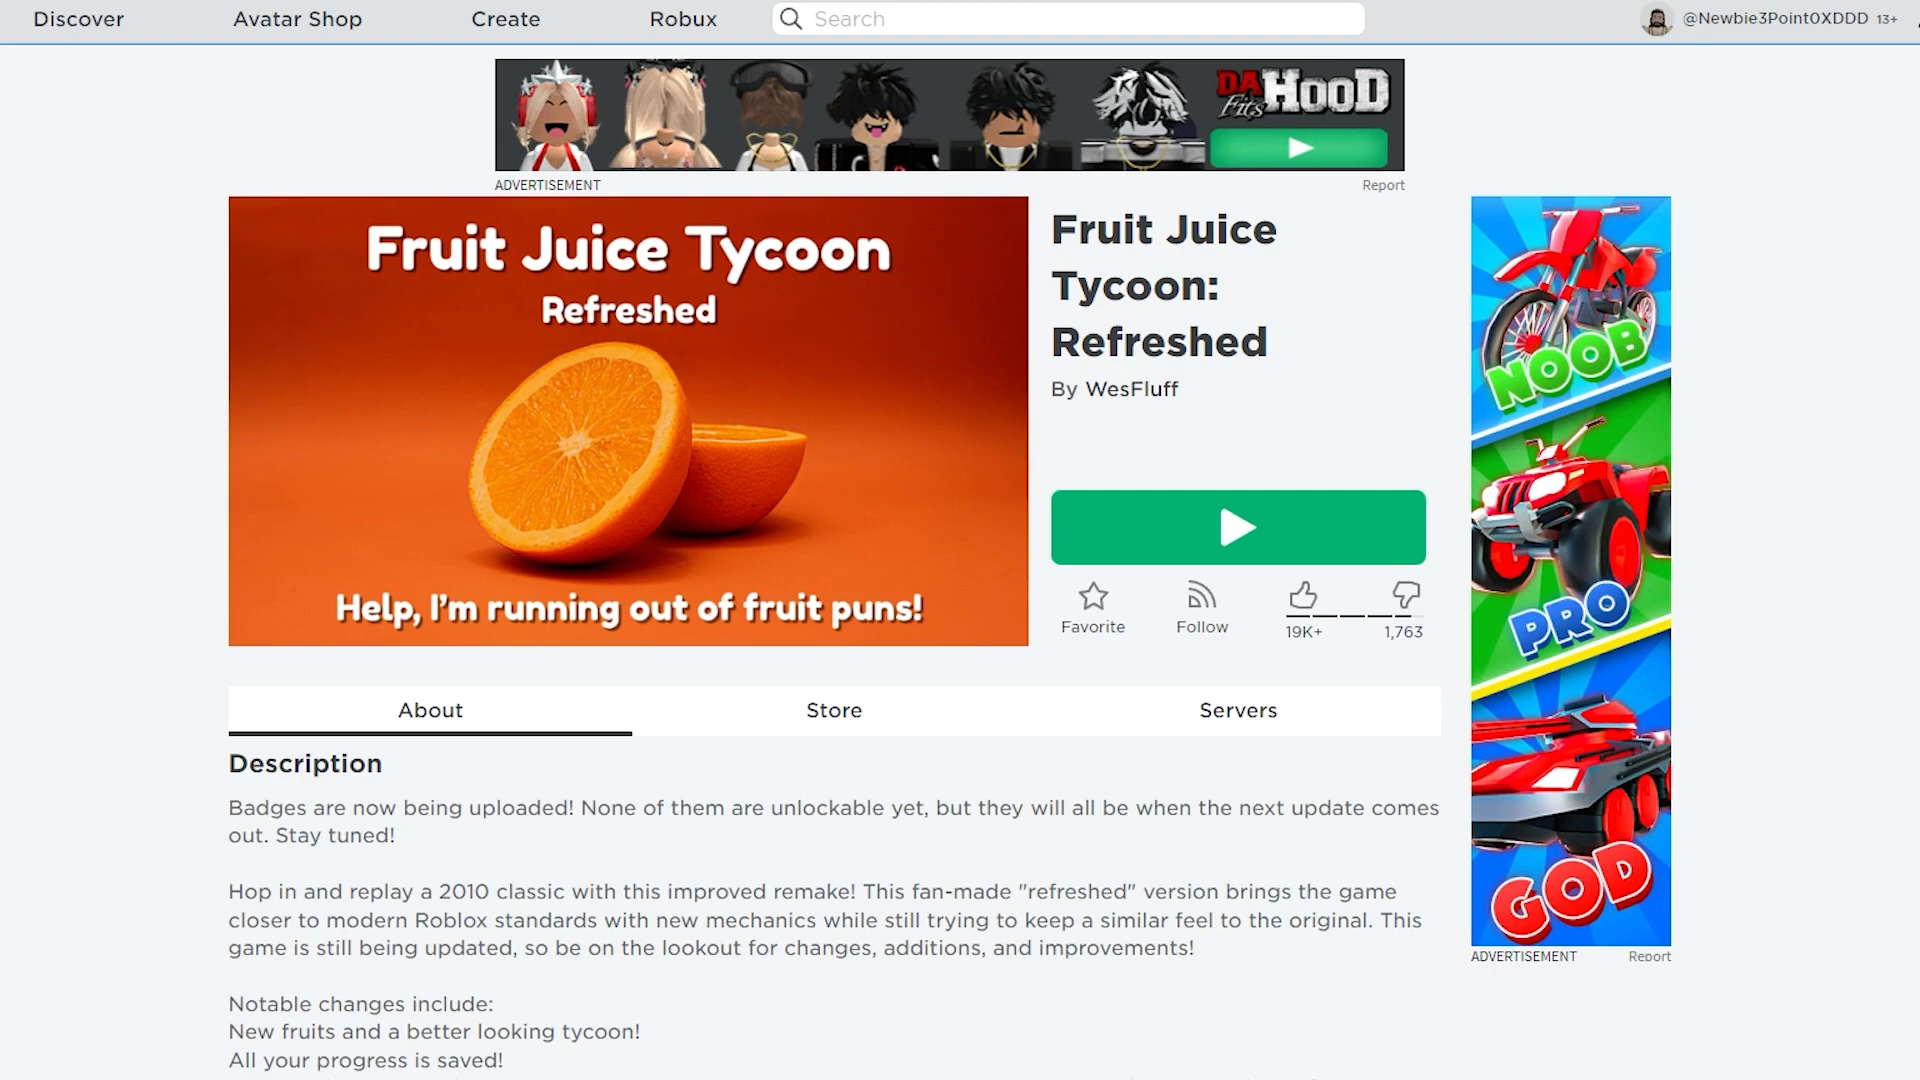 Discover
Avatar Shop
Create
Robux
Search
@Newbie3Point0XDDD 13+
DA HOOD
Fits
ADVERTISEMENT
Report
Fruit Juice Tycoon
Refreshed
Help, I'm running out of fruit puns!
Fruit Juice
Tycoon:
Refreshed
By WesFluff
Favorite
Follow
19K+
1,763
NOOB
PRO
GOD
ADVERTISEMENT
Report
About
Store
Servers
Description
Badges are now being uploaded! None of them are unlockable yet, but they will all be when the next update comes
out. Stay tuned!
Hop in and replay a 2010 classic with this improved remake! This fan-made "refreshed" version brings the game
closer to modern Roblox standards with new mechanics while still trying to keep a similar feel to the original. This
game is still being updated, so be on the lookout for changes, additions, and improvements!
Notable changes include:
New fruits and a better looking tycoon!
All your progress is saved!